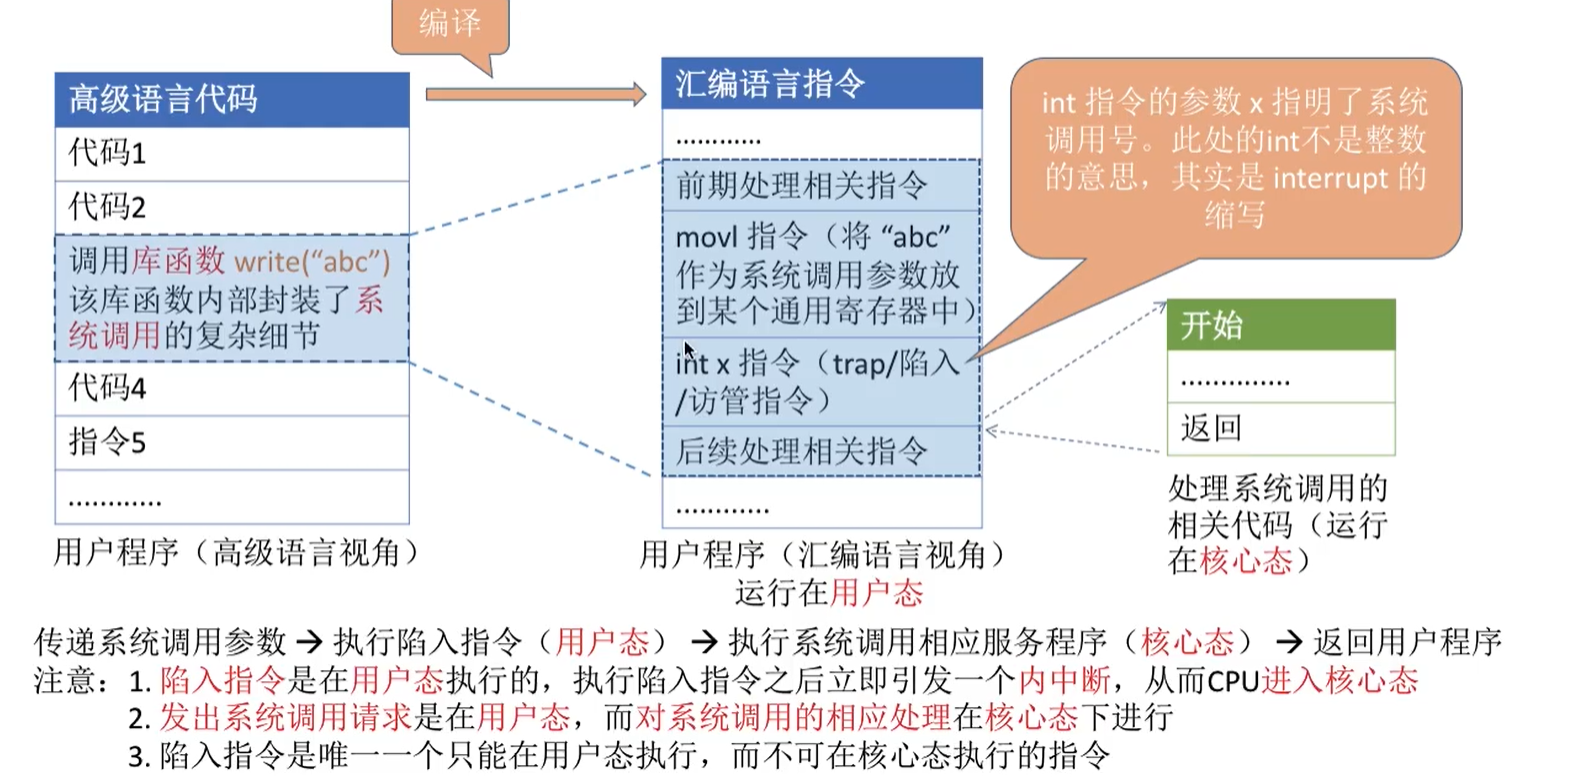 编译
高级语言代码
代码1
代码2
调用库函数 write(“abc”)
该库函数内部封装了系
统调用的复杂细节
代码4
指令5
............
用户程序（高级语言视角）
汇编语言指令
............
前期处理相关指令
movl 指令（将 “abc”
作为系统调用参数放
到某个通用寄存器中）
int x 指令（trap/陷入
/访管指令）
后续处理相关指令
............
用户程序（汇编语言视角）
运行在用户态
int 指令的参数 x 指明了系统
调用号。此处的int不是整数
的意思，其实是 interrupt 的
缩写
开始
..............
返回
处理系统调用的
相关代码（运行
在核心态）
传递系统调用参数 → 执行陷入指令（用户态） → 执行系统调用相应服务程序（核心态） → 返回用户程序
注意：1. 陷入指令是在用户态执行的，执行陷入指令之后立即引发一个内中断，从而CPU进入核心态
2. 发出系统调用请求是在用户态，而对系统调用的相应处理在核心态下进行
3. 陷入指令是唯一一个只能在用户态执行，而不可在核心态执行的指令